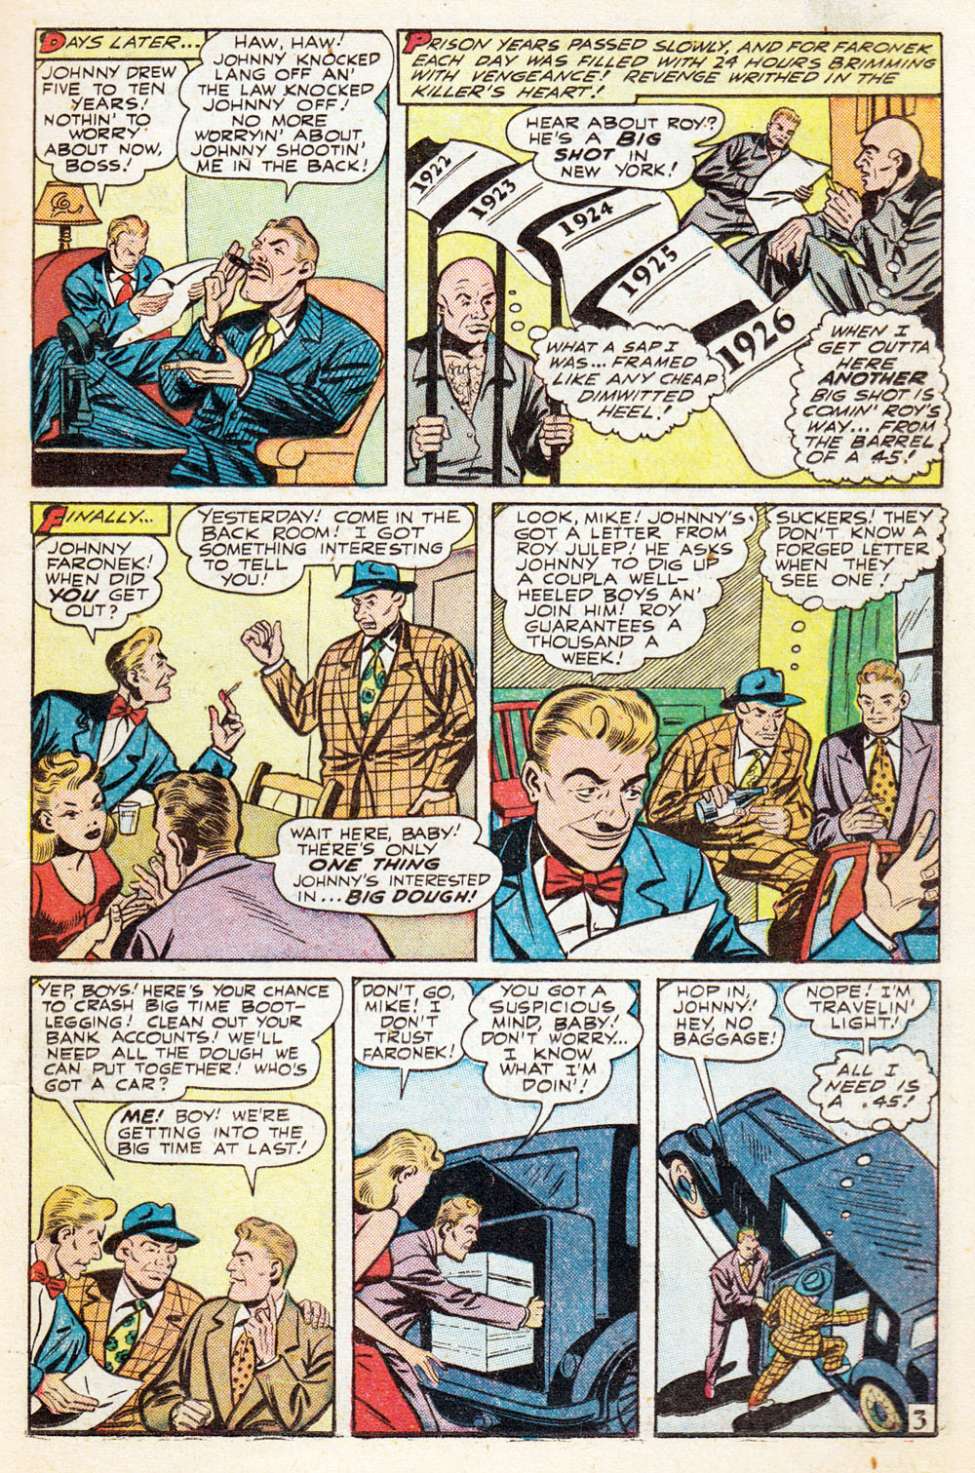 DAYS LATER...
JOHNNY DREW
FIVE TO TEN
YEARS!
NOTHIN' TO
WORRY
ABOUT NOW,
BOSS!
HAW, HAW!
JOHNNY KNOCKED
LANG OFF AN'
THE LAW KNOCKED
JOHNNY OFF!
NO MORE
WORRYIN' ABOUT
JOHNNY SHOOTIN'
ME IN THE BACK!
PRISON YEARS PASSED SLOWLY, AND FOR FARONEK
EACH DAY WAS FILLED WITH 24 HOURS BRIMMING
WITH VENGEANCE! REVENGE WRITHED IN THE
KILLER'S HEART!
1922
1923
1924
1925
1926
HEAR ABOUT ROY?
HE'S A BIG
SHOT IN
NEW YORK!
WHAT A SAP I
WAS... FRAMED
LIKE ANY CHEAP
DIMWITTED
HEEL!
WHEN I
GET OUTTA
HERE
ANOTHER
BIG SHOT IS
COMIN' ROY'S
WAY... FROM
THE BARREL
OF A .45!
FINALLY...
JOHNNY
FARONEK!
WHEN DID
YOU GET
OUT?
YESTERDAY! COME IN THE
BACK ROOM! I GOT
SOMETHING INTERESTING
TO TELL
YOU!
WAIT HERE, BABY!
THERE'S ONLY
ONE THING
JOHNNY'S INTERESTED
IN... BIG DOUGH!
LOOK, MIKE! JOHNNY'S
GOT A LETTER FROM
ROY JULEP! HE ASKS
JOHNNY TO DIG UP
A COUPLA WELL-
HEELED BOYS AN'
JOIN HIM! ROY
GUARANTEES A
THOUSAND A
WEEK!
SUCKERS! THEY
DON'T KNOW A
FORGED LETTER
WHEN THEY
SEE ONE!
YEP, BOYS! HERE'S YOUR CHANCE
TO CRASH BIG TIME BOOT-
LEGGING! CLEAN OUT YOUR
BANK ACCOUNTS! WE'LL
NEED ALL THE DOUGH WE
CAN PUT TOGETHER! WHO'S
GOT A CAR?
ME! BOY! WE'RE
GETTING INTO THE
BIG TIME AT LAST!
DON'T GO,
MIKE! I
DON'T
TRUST
FARONEK!
YOU GOT A
SUSPICIOUS
MIND, BABY!
DON'T WORRY...
I KNOW
WHAT I'M
DOIN'!
HOP IN,
JOHNNY!
HEY, NO
BAGGAGE!
NOPE! I'M
TRAVELIN'
LIGHT!
ALL I
NEED IS
A .45!
3